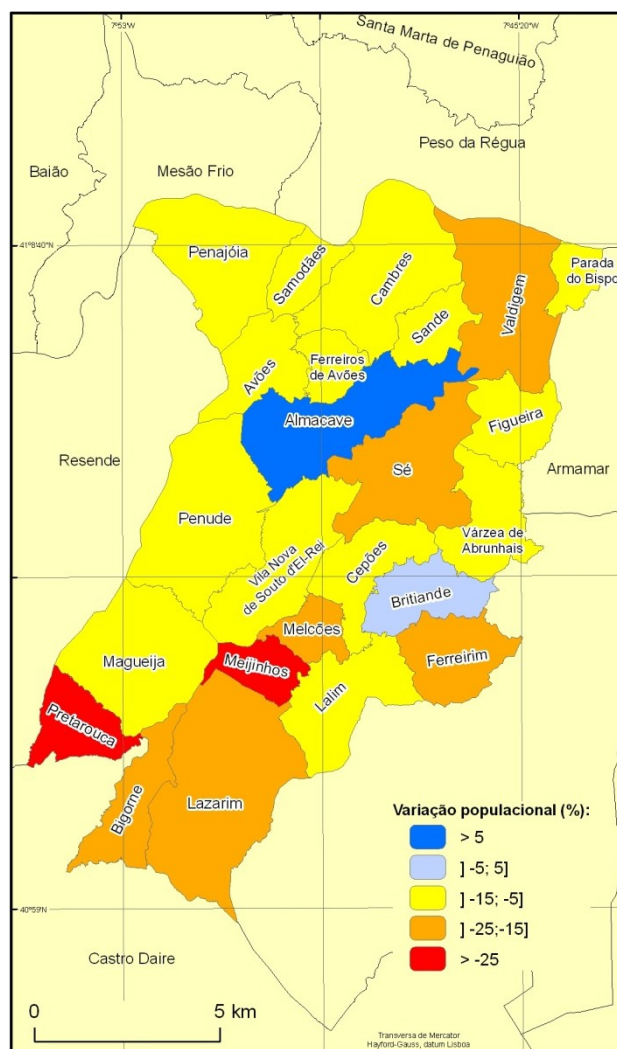 7°53'W
7°45'20"W
Santa Marta de Penaguião
Peso da Régua
Baião
Mesão Frio
41°8'40"N
Penajóia
Samodães
Cambres
Parada
do Bispo
Valdigem
Sande
Avões
Ferreiros
de Avões
Almacave
Figueira
Resende
Sé
Armamar
Penude
Várzea de
Abrunhais
Vila Nova
de Souto d'El-Rei
Cepões
Britiande
Melcões
Magueija
Meijinhos
Ferreirim
Lalim
Pretarouca
Bigorne
Lazarim
Variação populacional (%):
> 5
] -5; 5]
] -15; -5]
] -25;-15]
> -25
40°59'N
Castro Daire
0 5 km
Transversa de Mercator
Hayford-Gauss, datum Lisboa